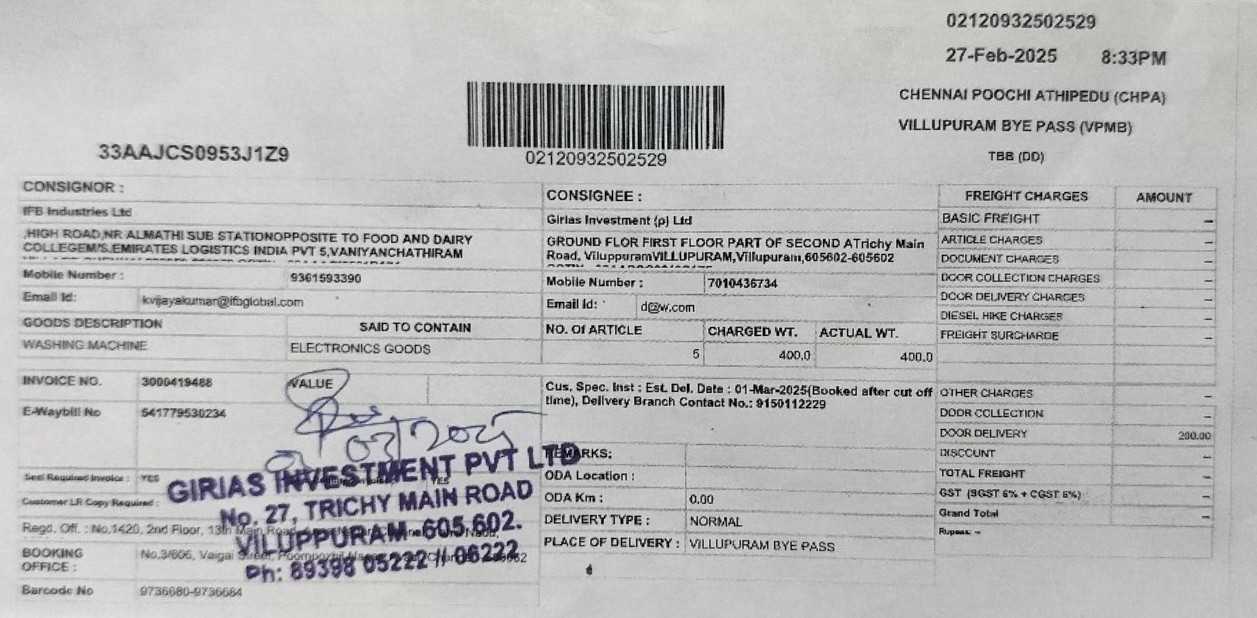 02120932502529
27-Feb-2025 8:33PM
CHENNAI POOCHI ATHIPEDU (CHPA)
VILLUPURAM BYE PASS (VPMB)
TBB (DD)
02120932502529
33AAJCS0953J1Z9
CONSIGNOR :
IFB Industries Ltd
,HIGH ROAD,NR ALMATHI SUB STATIONOPPOSITE TO FOOD AND DAIRY
COLLEGEM'S.EMIRATES LOGISTICS INDIA PVT 5,VANIYANCHATHIRAM
Mobile Number : 9361593390
Email Id: kvijayakumar@ifbglobal.com
GOODS DESCRIPTION SAID TO CONTAIN
WASHING MACHINE ELECTRONICS GOODS
INVOICE NO. 3000419488 VALUE
E-Waybill No 541779530234
Seal Required Invoice : YES YES
Customer LR Copy Required :
Regd. Off. : No,1420, 2nd Floor, 13th Main Road,
BOOKING OFFICE : No,3/606, Vaigai Street,
Barcode No 9736680-9736684
CONSIGNEE :
Girias Investment (p) Ltd
GROUND FLOR FIRST FLOOR PART OF SECOND ATrichy Main
Road, ViluppuramVILLUPURAM,Villupuram,605602-605602
Mobile Number : 7010436734
Email Id: d@w.com
NO. Of ARTICLE CHARGED WT. ACTUAL WT.
5 400.0 400.0
Cus. Spec. Inst : Est. Del. Date : 01-Mar-2025(Booked after cut off
time), Delivery Branch Contact No.: 9150112229
REMARKS:
ODA Location :
ODA Km : 0.00
DELIVERY TYPE : NORMAL
PLACE OF DELIVERY : VILLUPURAM BYE PASS
FREIGHT CHARGES AMOUNT
BASIC FREIGHT –
ARTICLE CHARGES –
DOCUMENT CHARGES –
DOOR COLLECTION CHARGES –
DOOR DELIVERY CHARGES –
DIESEL HIKE CHARGES –
FREIGHT SURCHARDE –
OTHER CHARGES –
DOOR COLLECTION –
DOOR DELIVERY 200.00
DISCOUNT –
TOTAL FREIGHT –
GST (SGST 6% + CGST 6%) –
Grand Total –
Rupees: –
GIRIAS INVESTMENT PVT LTD
No, 27, TRICHY MAIN ROAD
VILUPPURAM - 605 602.
Ph: 89398 05222 // 06222